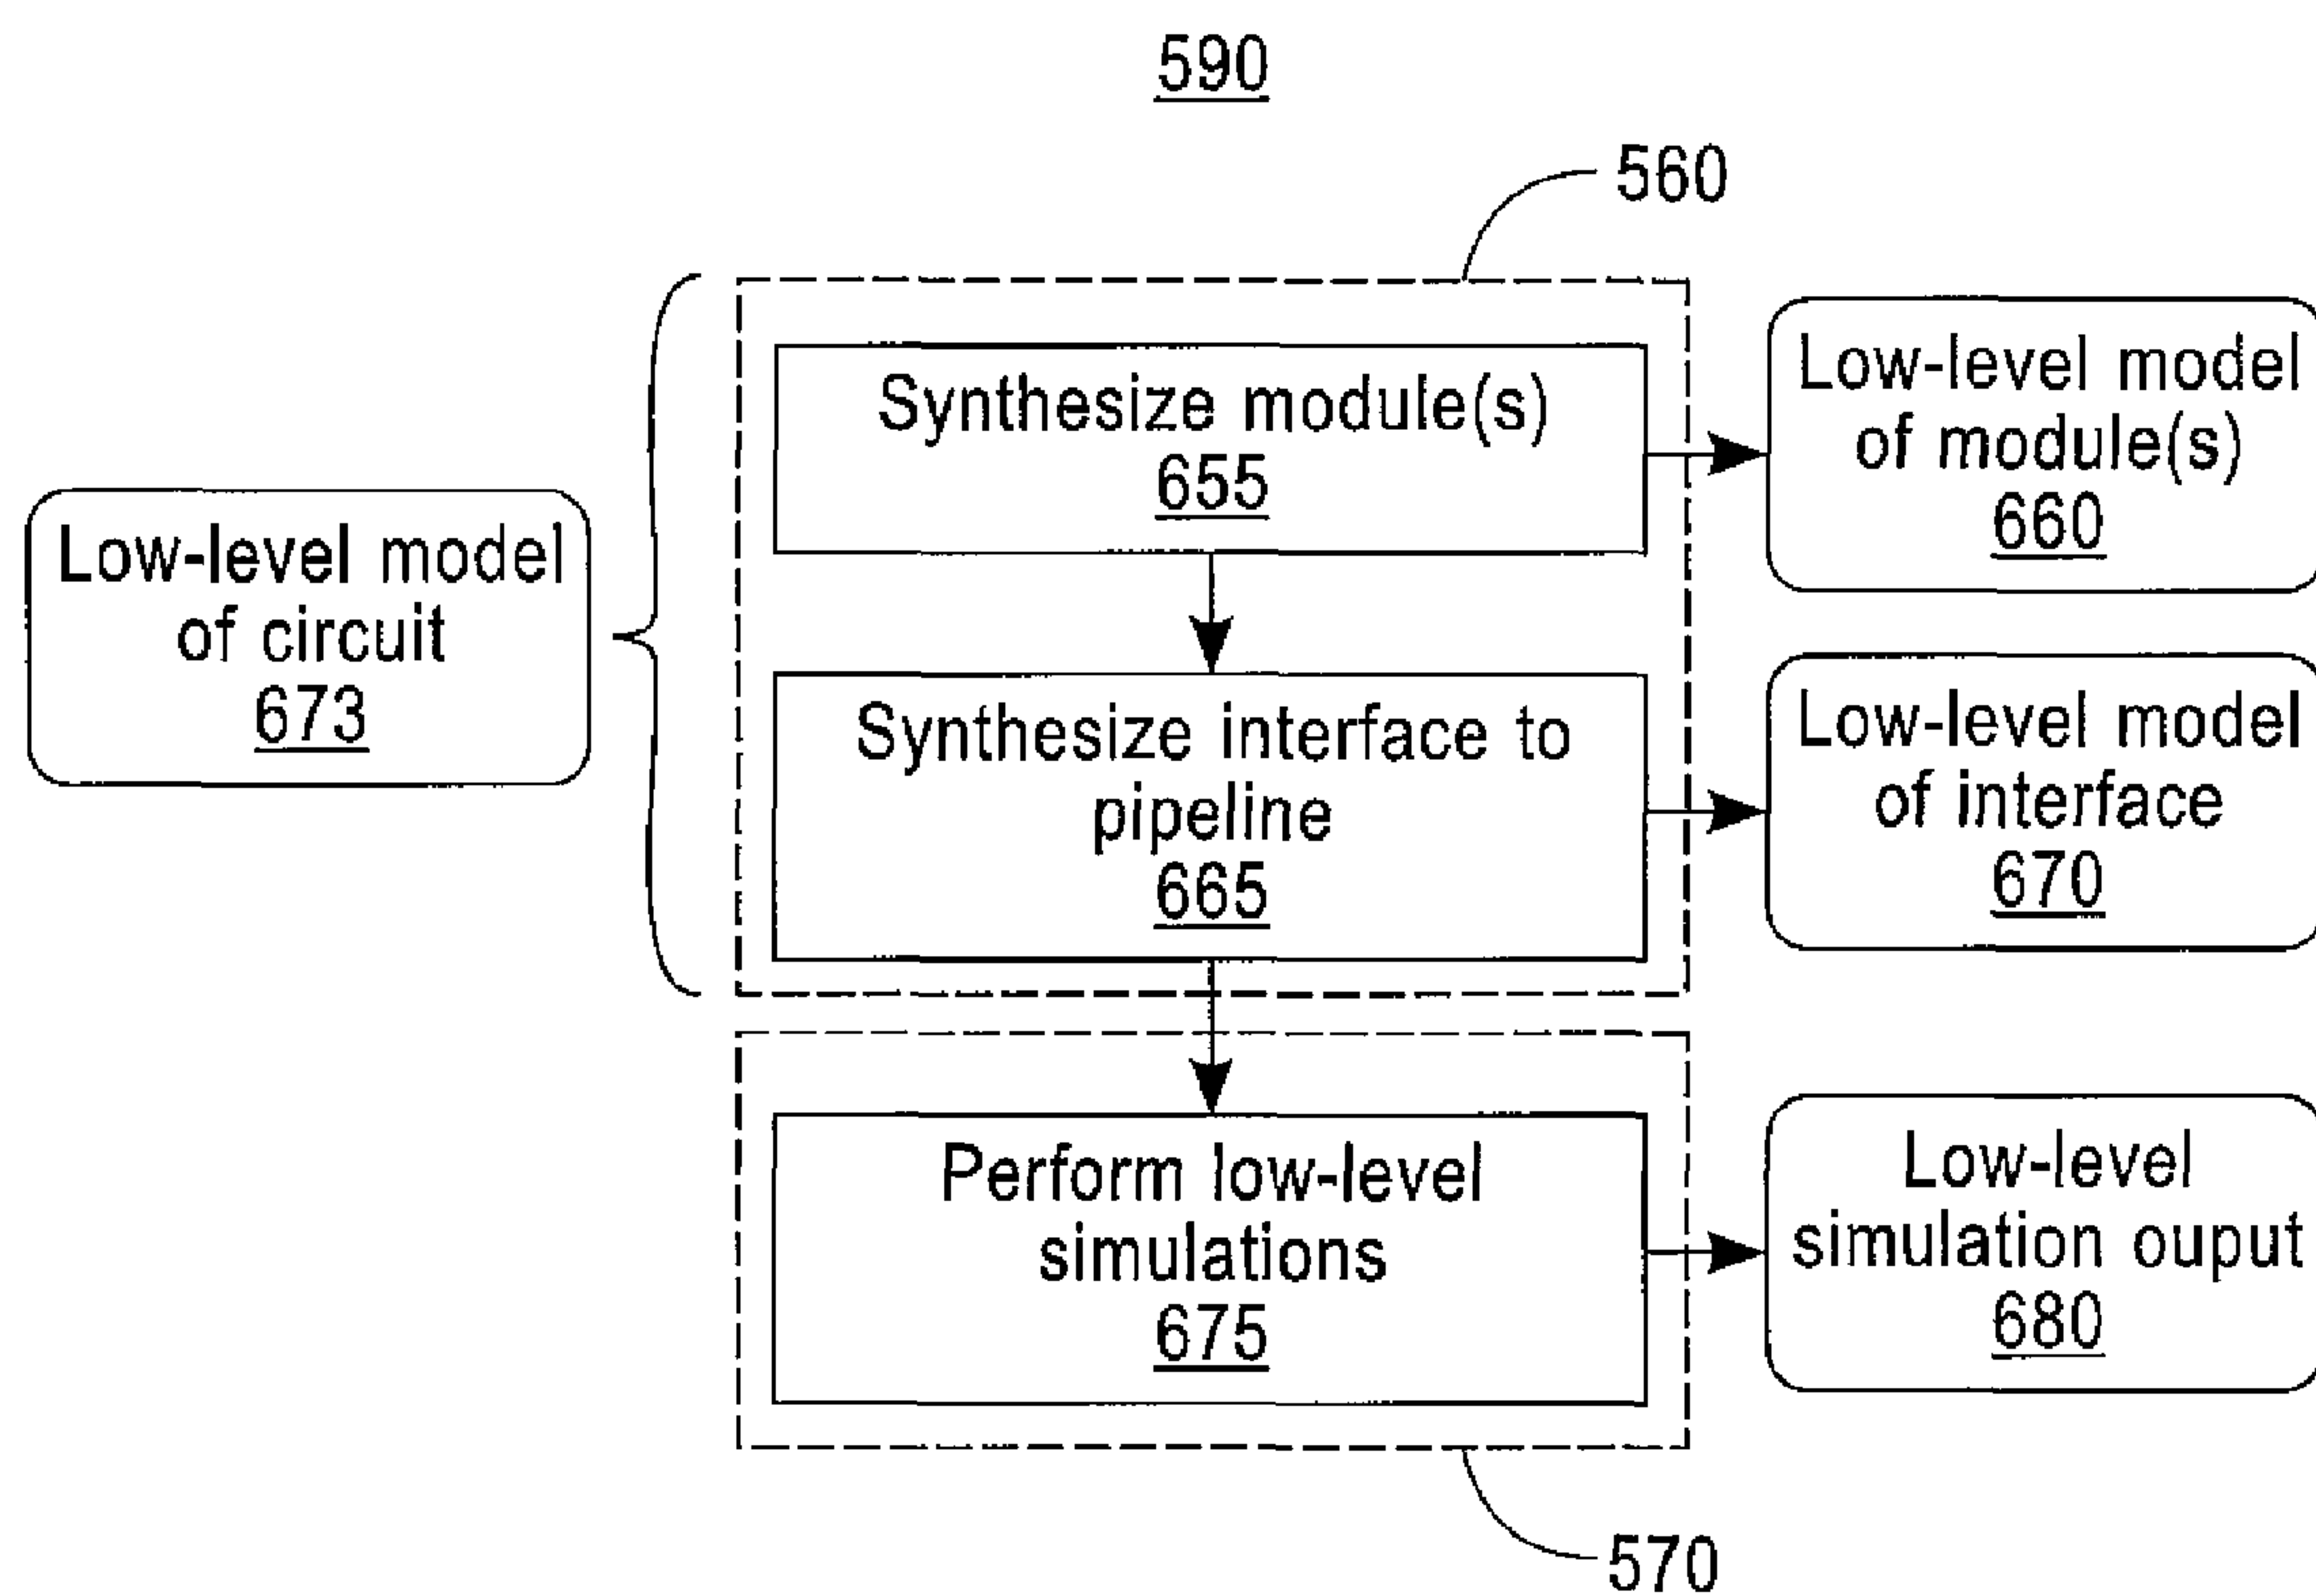 590
560
Synthesize module(s)
655
Low-level model
of module(s)
660
Low-level model
of circuit
673
Synthesize interface to
pipeline
665
Low-level model
of interface
670
Perform low-level
simulations
675
Low-level
simulation ouput
680
570